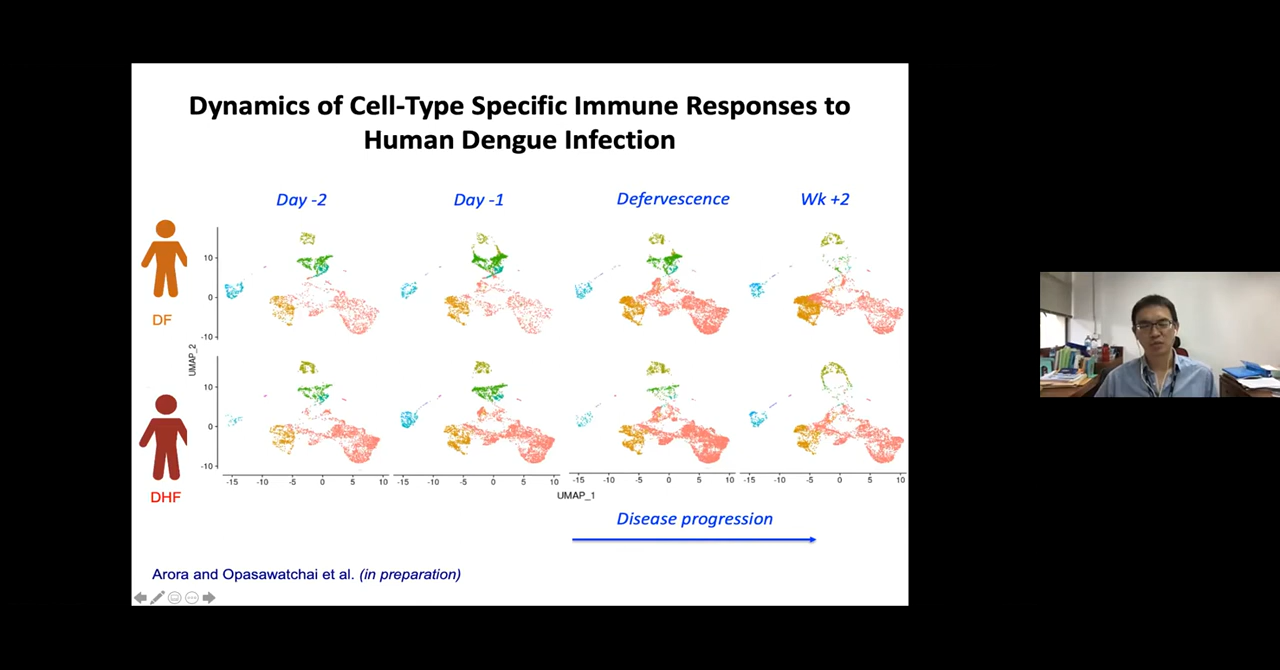 Dynamics of Cell-Type Specific Immune Responses to
Human Dengue Infection
Day -2
Day -1
Defervescence
Wk +2
DF
10
0
-10
UMAP_2
10
0
-10
DHF
-15 -10 -5 0 5 10
-15 -10 -5 0 5 10
-15 -10 -5 0 5 10
-15 -10 -5 0 5 10
UMAP_1
Disease progression
Arora and Opasawatchai et al. (in preparation)